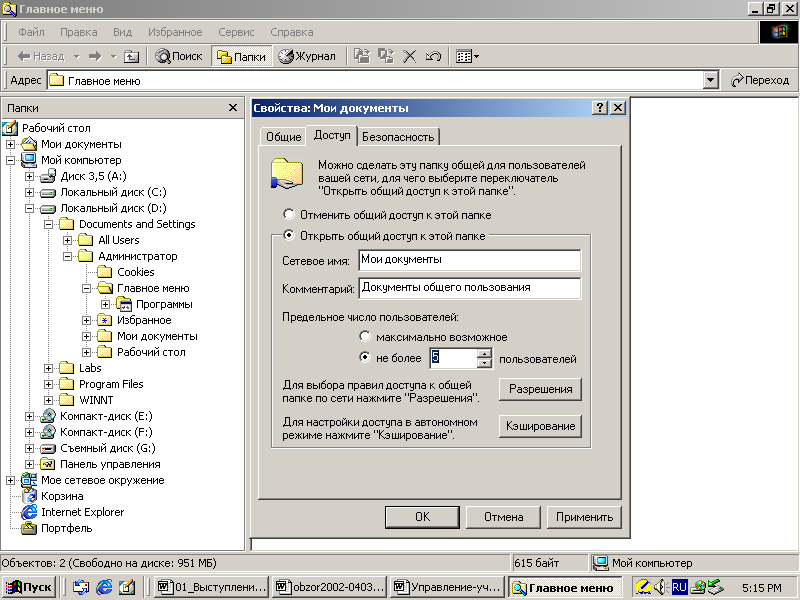 Главное меню
Файл Правка Вид Избранное Сервис Справка
Назад Поиск Папки Журнал
Адрес Главное меню Переход
Папки
Рабочий стол
Мои документы
Мой компьютер
Диск 3,5 (A:)
Локальный диск (C:)
Локальный диск (D:)
Documents and Settings
All Users
Администратор
Cookies
Главное меню
Программы
Избранное
Мои документы
Рабочий стол
Labs
Program Files
WINNT
Компакт-диск (E:)
Компакт-диск (F:)
Съемный диск (G:)
Панель управления
Мое сетевое окружение
Корзина
Internet Explorer
Портфель
Свойства: Мои документы
Общие Доступ Безопасность
Можно сделать эту папку общей для пользователей
вашей сети, для чего выберите переключатель
"Открыть общий доступ к этой папке".
Отменить общий доступ к этой папке
Открыть общий доступ к этой папке
Сетевое имя: Мои документы
Комментарий: Документы общего пользования
Предельное число пользователей:
максимально возможное
не более 5 пользователей
Для выбора правил доступа к общей
папке по сети нажмите "Разрешения".
Разрешения
Для настройки доступа в автономном
режиме нажмите "Кэширование".
Кэширование
OK Отмена Применить
Объектов: 2 (Свободно на диске: 951 МБ) 615 байт Мой компьютер
Пуск 01_Выступлени... obzor2002-0403... Управление-уч... Главное меню RU 5:15 PM